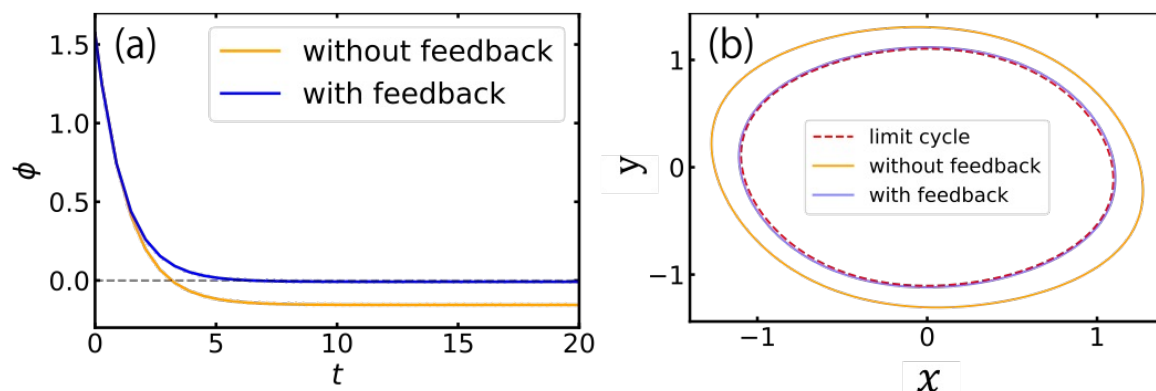 (a)
without feedback
with feedback
1.5
1.0
0.5
0.0
ϕ
0
5
10
15
20
t
(b)
limit cycle
without feedback
with feedback
1
0
−1
y
−1
0
1
x